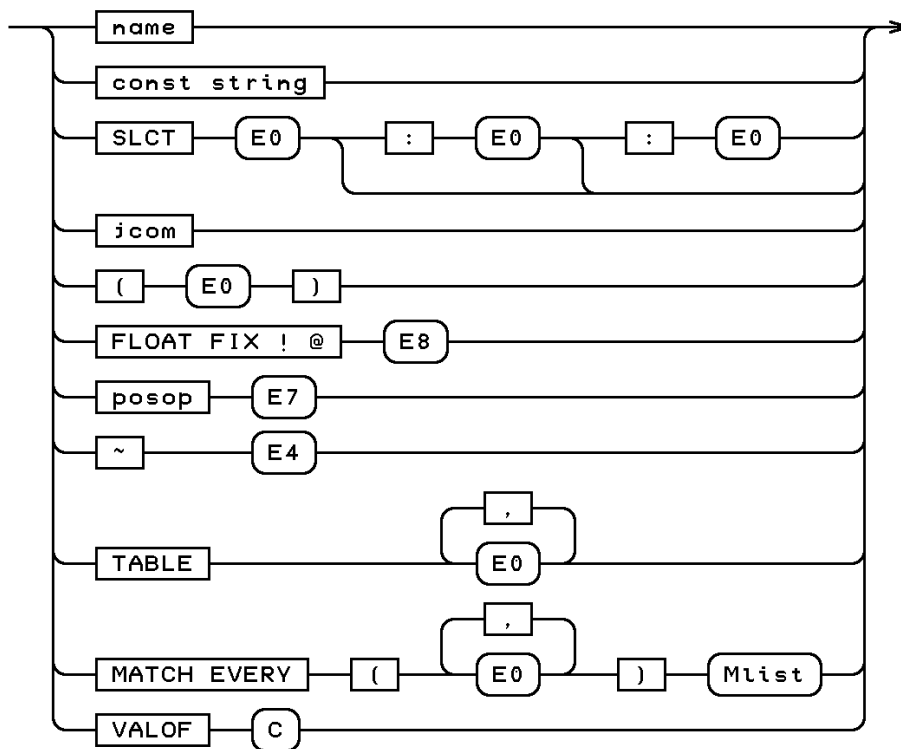 name
const string
SLCT E0 : E0 : E0
jcom
( E0 )
FLOAT FIX ! @ E8
posop E7
~ E4
,
TABLE E0
,
MATCH EVERY ( E0 ) Mlist
VALOF C